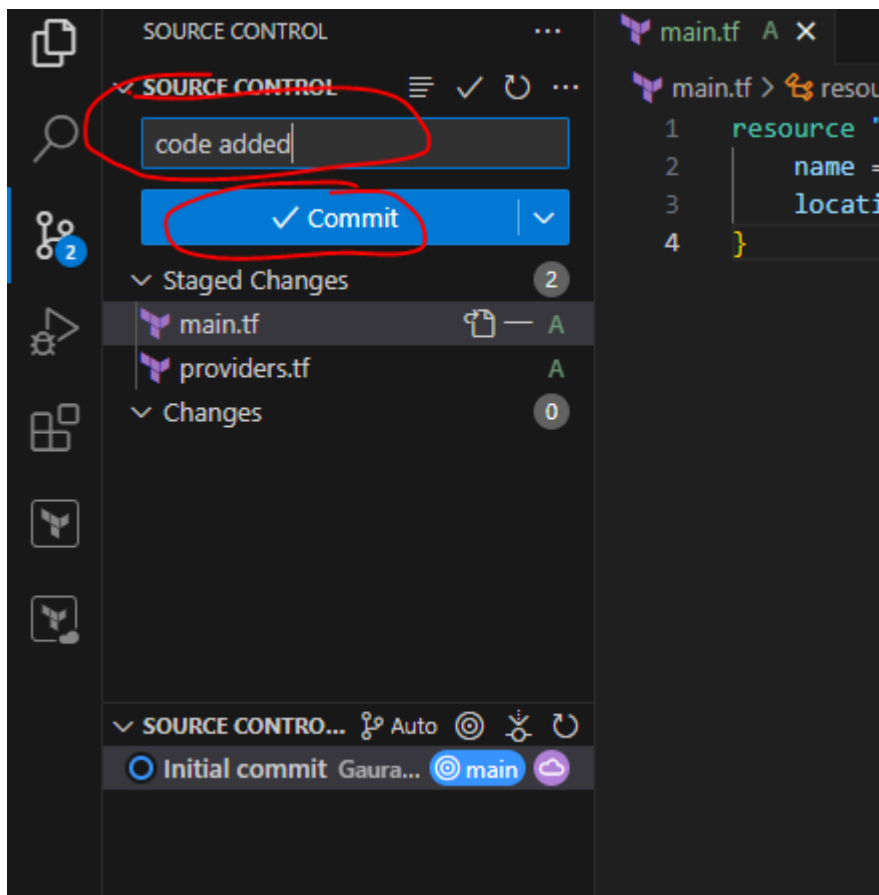 SOURCE CONTROL
SOURCE CONTROL
code added
Commit
2
Staged Changes 2
main.tf A
providers.tf A
Changes 0
SOURCE CONTRO... Auto
Initial commit Gaura... main
main.tf A
main.tf > resou
1 resource "
2 name =
3 locati
4 }